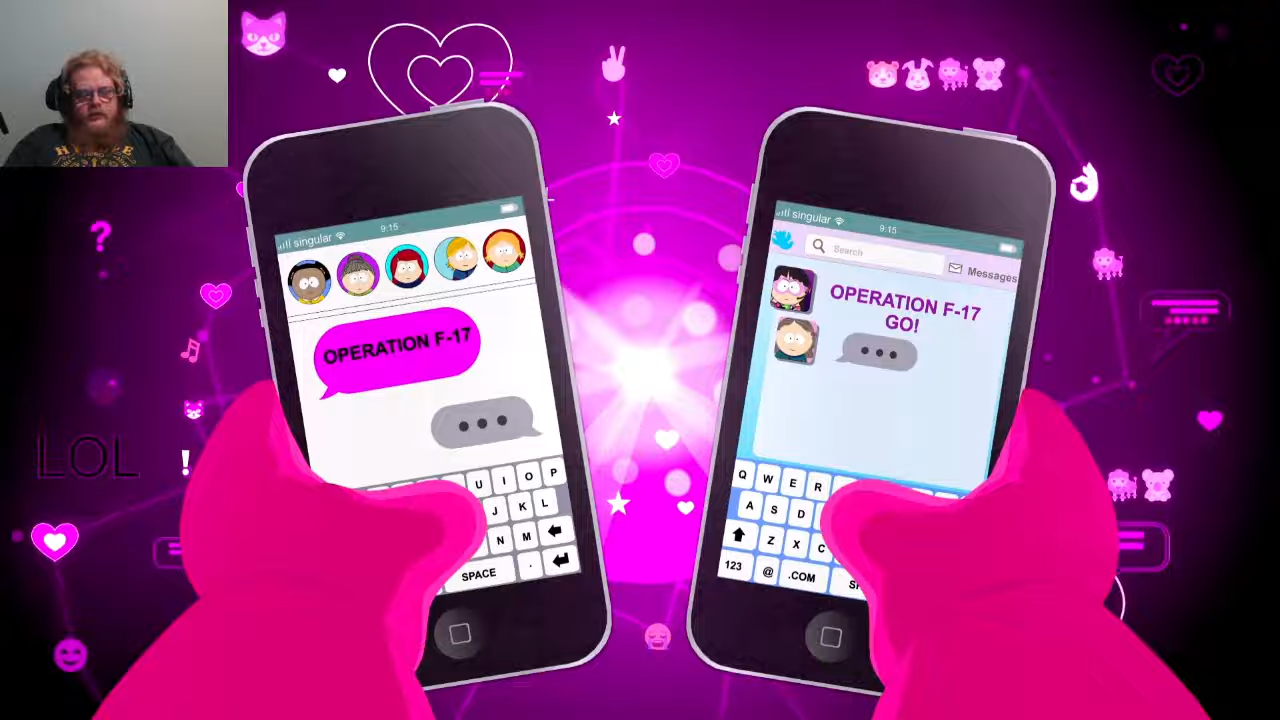 singular 9:15
OPERATION F-17
U I O P
J K L
N M
SPACE .
singular 9:15
Search
Messages
OPERATION F-17
GO!
Q W E R
A S D
Z X C
123 @ .COM
LOL
?
!